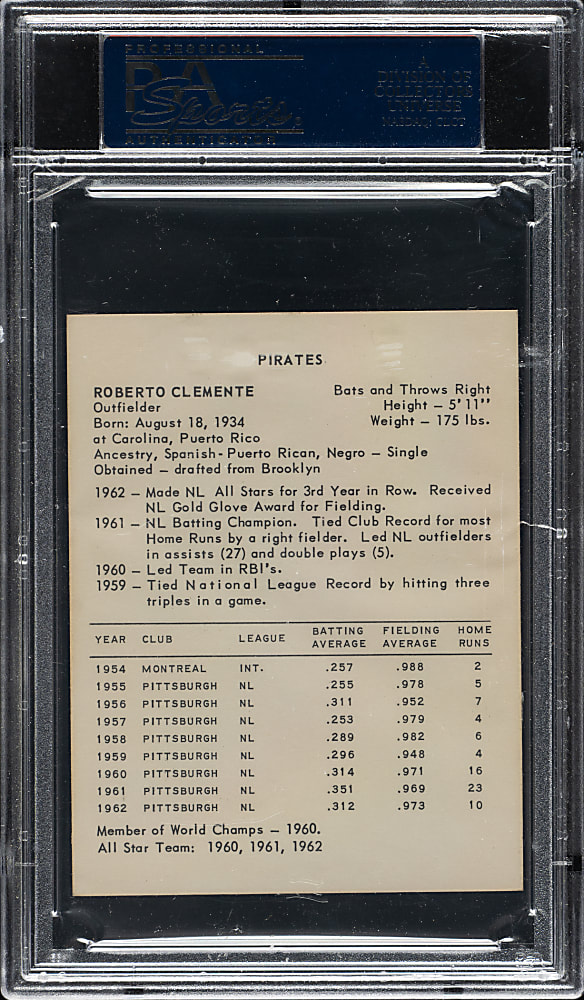 PROFESSIONAL
PSA
Sports
AUTHENTICATOR
A
DIVISION OF
COLLECTORS
UNIVERSE
NASDAQ: CLCT
PIRATES
ROBERTO CLEMENTE Bats and Throws Right
Outfielder Height – 5' 11"
Born: August 18, 1934 Weight – 175 lbs.
at Carolina, Puerto Rico
Ancestry, Spanish-Puerto Rican, Negro – Single
Obtained – drafted from Brooklyn
1962 – Made NL All Stars for 3rd Year in Row. Received
NL Gold Glove Award for Fielding.
1961 – NL Batting Champion. Tied Club Record for most
Home Runs by a right fielder. Led NL outfielders
in assists (27) and double plays (5).
1960 – Led Team in RBI's.
1959 – Tied National League Record by hitting three
triples in a game.
YEAR CLUB LEAGUE BATTING AVERAGE FIELDING AVERAGE HOME RUNS
1954 MONTREAL INT. .257 .988 2
1955 PITTSBURGH NL .255 .978 5
1956 PITTSBURGH NL .311 .952 7
1957 PITTSBURGH NL .253 .979 4
1958 PITTSBURGH NL .289 .982 6
1959 PITTSBURGH NL .296 .948 4
1960 PITTSBURGH NL .314 .971 16
1961 PITTSBURGH NL .351 .969 23
1962 PITTSBURGH NL .312 .973 10
Member of World Champs – 1960.
All Star Team: 1960, 1961, 1962